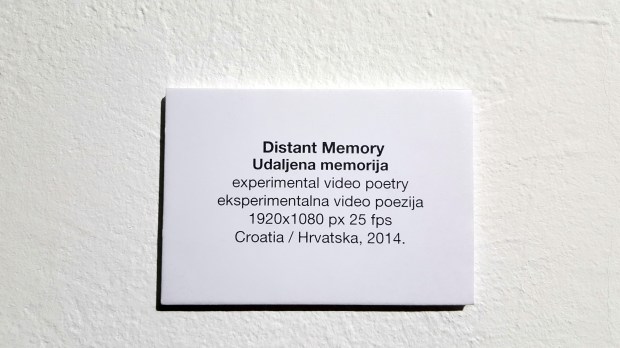 Distant Memory
Udaljena memorija
experimental video poetry
eksperimentalna video poezija
1920x1080 px 25 fps
Croatia / Hrvatska, 2014.